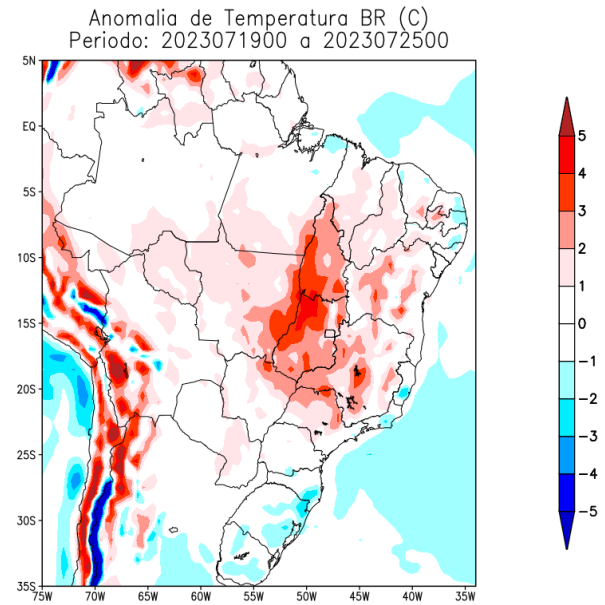 Anomalia de Temperatura BR (C)
Periodo: 2023071900 a 2023072500
5N
EQ
5S
10S
15S
20S
25S
30S
35S
75W 70W 65W 60W 55W 50W 45W 40W 35W
5
4
3
2
1
0
-1
-2
-3
-4
-5